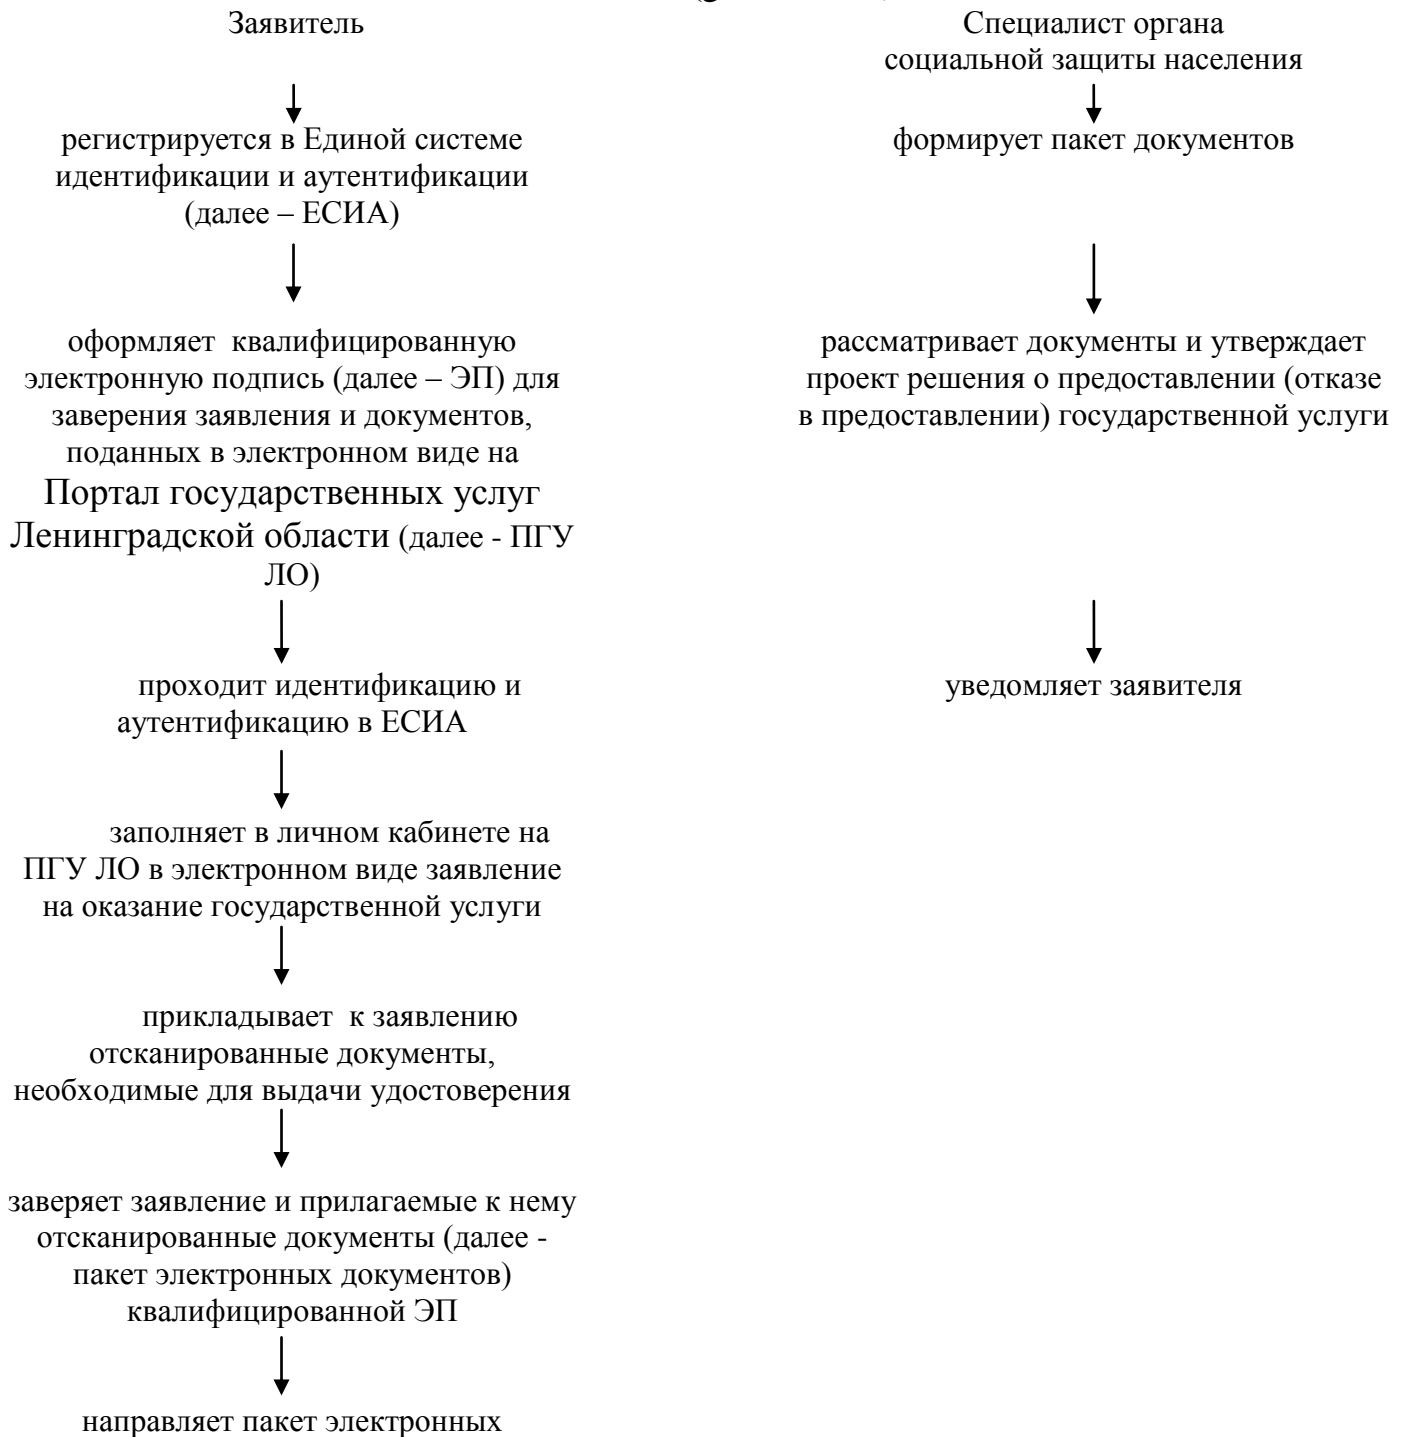 Заявитель
Специалист органа
социальной защиты населения
регистрируется в Единой системе
идентификации и аутентификации
(далее – ЕСИА)
формирует пакет документов
оформляет квалифицированную
электронную подпись (далее – ЭП) для
заверения заявления и документов,
поданных в электронном виде на
Портал государственных услуг
Ленинградской области (далее - ПГУ
ЛО)
рассматривает документы и утверждает
проект решения о предоставлении (отказе
в предоставлении) государственной услуги
проходит идентификацию и
аутентификацию в ЕСИА
уведомляет заявителя
заполняет в личном кабинете на
ПГУ ЛО в электронном виде заявление
на оказание государственной услуги
прикладывает к заявлению
отсканированные документы,
необходимые для выдачи удостоверения
заверяет заявление и прилагаемые к нему
отсканированные документы (далее -
пакет электронных документов)
квалифицированной ЭП
направляет пакет электронных